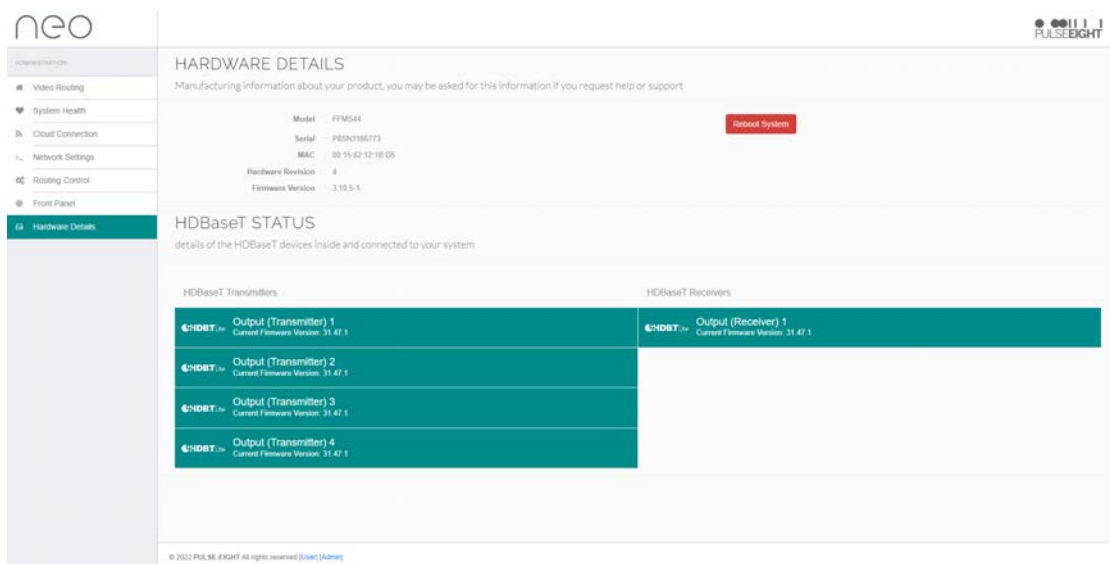 neo
PULSEEIGHT
ADMINISTRATION
Video Routing
System Health
Cloud Connection
Network Settings
Routing Control
Front Panel
Hardware Details
HARDWARE DETAILS
Manufacturing information about your product, you may be asked for this information if you request help or support
Model FFMS44
Serial P8SN1186773
MAC 00:15:82:12:1B:D5
Hardware Revision 4
Firmware Version 3.10.5-1
Reboot System
HDBaseT STATUS
details of the HDBaseT devices inside and connected to your system
HDBaseT Transmitters
HDBT Lite Output (Transmitter) 1
Current Firmware Version: 31.47.1
HDBT Lite Output (Transmitter) 2
Current Firmware Version: 31.47.1
HDBT Lite Output (Transmitter) 3
Current Firmware Version: 31.47.1
HDBT Lite Output (Transmitter) 4
Current Firmware Version: 31.47.1
HDBaseT Receivers
HDBT Lite Output (Receiver) 1
Current Firmware Version: 31.47.1
© 2022 PULSE-EIGHT All rights reserved [User] [Admin]